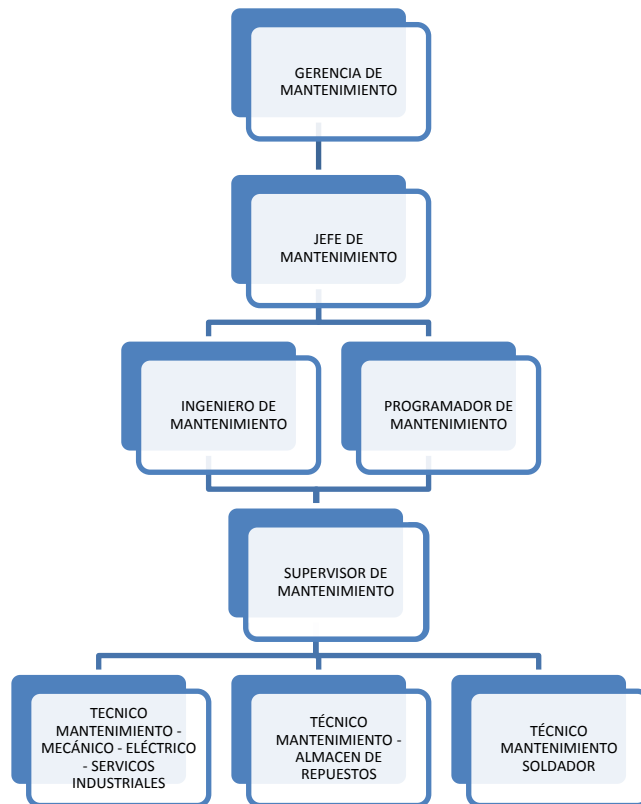 GERENCIA DE
MANTENIMIENTO
JEFE DE
MANTENIMIENTO
INGENIERO DE
MANTENIMIENTO
PROGRAMADOR DE
MANTENIMIENTO
SUPERVISOR DE
MANTENIMIENTO
TECNICO
MANTENIMIENTO -
MECÁNICO - ELÉCTRICO
- SERVICOS
INDUSTRIALES
TÉCNICO
MANTENIMIENTO -
ALMACEN DE
REPUESTOS
TÉCNICO
MANTENIMIENTO
SOLDADOR